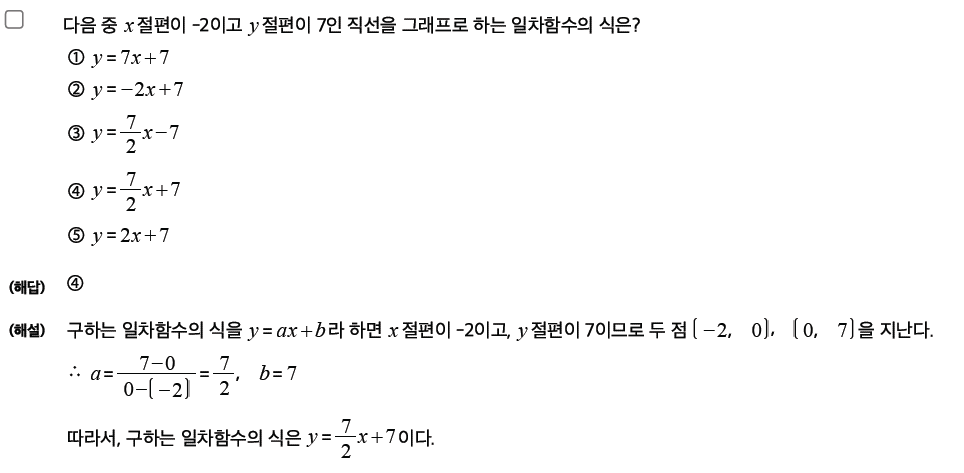 다음 중 x절편이 -2이고 y절편이 7인 직선을 그래프로 하는 일차함수의 식은?
① y=7x+7
② y=-2x+7
③ y=7/2x-7
④ y=7/2x+7
⑤ y=2x+7
(해답) ④
(해설) 구하는 일차함수의 식을 y=ax+b라 하면 x절편이 -2이고, y절편이 7이므로 두 점 (-2, 0), (0, 7)을 지난다.
∴ a=7-0/0-(-2)=7/2, b=7
따라서, 구하는 일차함수의 식은 y=7/2x+7이다.